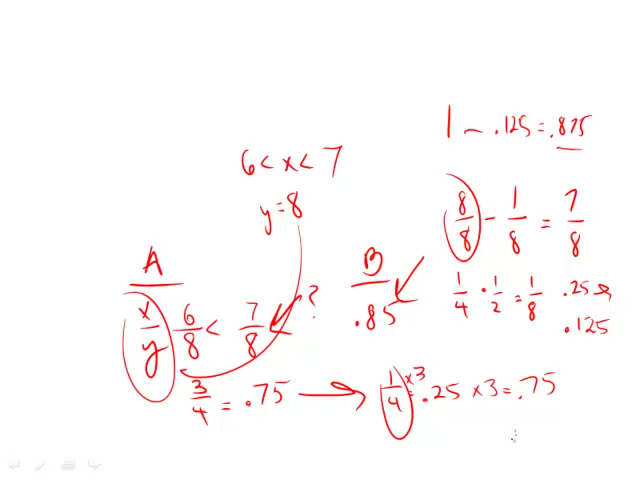 1 - .125 = .875
6 < x < 7
y = 8
8/8 - 1/8 = 7/8
A
B
x/y 6/8 < 7/8 ?
.85
1/4 · 1/2 = 1/8
.25
.125
3/4 = .75
1/4 x3 = .25 x 3 = .75